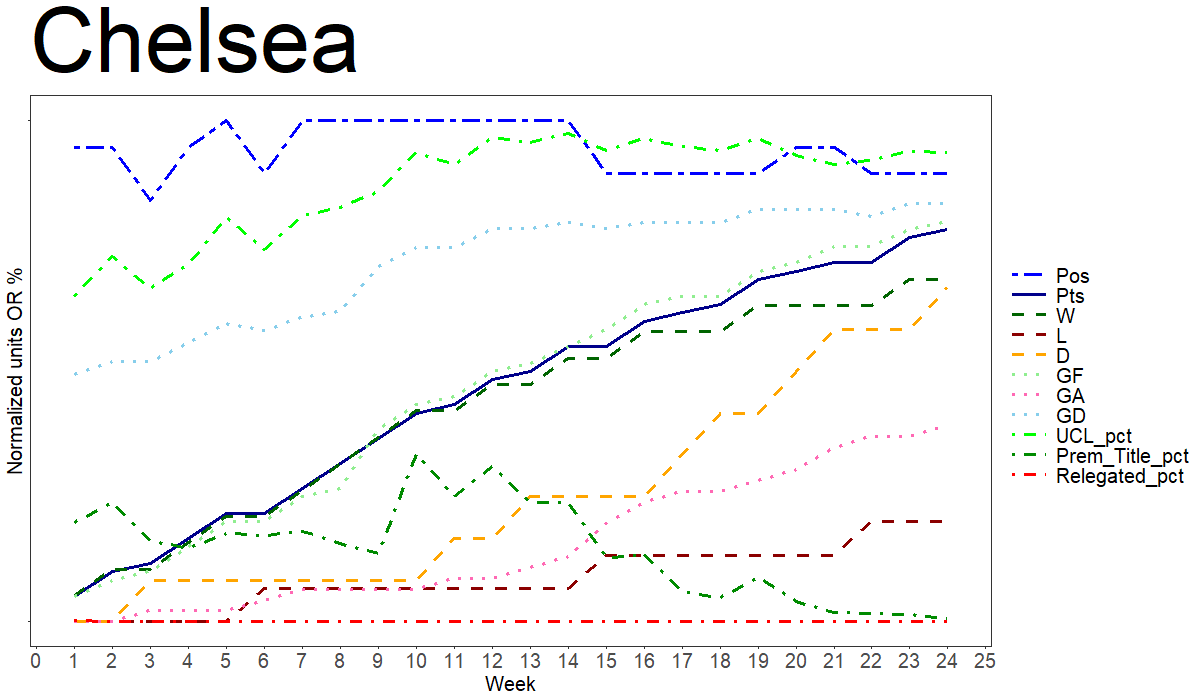 Chelsea
Normalized units OR %
0 1 2 3 4 5 6 7 8 9 10 11 12 13 14 15 16 17 18 19 20 21 22 23 24 25
Week
Pos
Pts
W
L
D
GF
GA
GD
UCL_pct
Prem_Title_pct
Relegated_pct